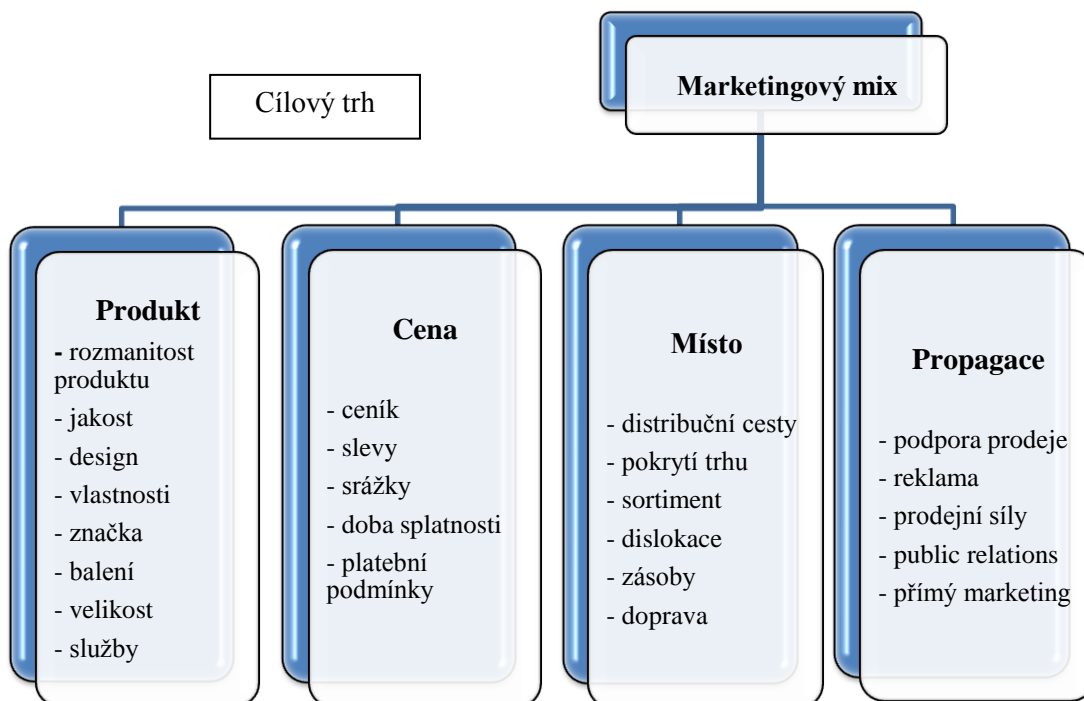 Marketingový mix
Cílový trh
Produkt
- rozmanitost
produktu
- jakost
- design
- vlastnosti
- značka
- balení
- velikost
- služby
Cena
- ceník
- slevy
- srážky
- doba splatnosti
- platební
podmínky
Místo
- distribuční cesty
- pokrytí trhu
- sortiment
- dislokace
- zásoby
- doprava
Propagace
- podpora prodeje
- reklama
- prodejní síly
- public relations
- přímý marketing